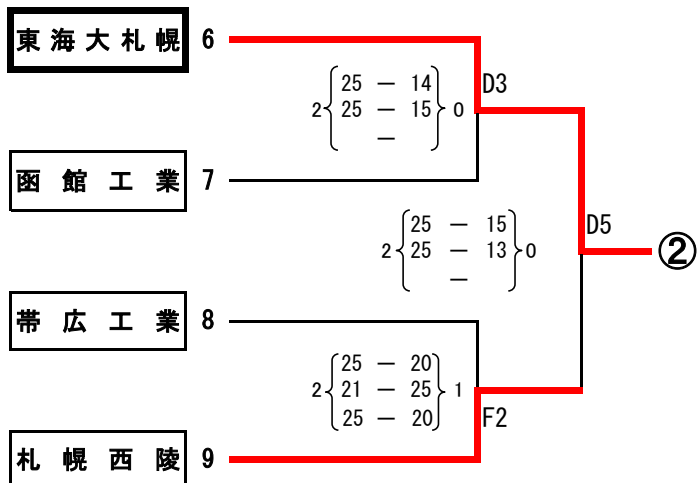 東海大札幌 6
D3
2 25 － 14 0
25 － 15
－
函館工業 7
D5
2 25 － 15 0
25 － 13
－
②
帯広工業 8
2 25 － 20 1
21 － 25
25 － 20
F2
札幌西陵 9